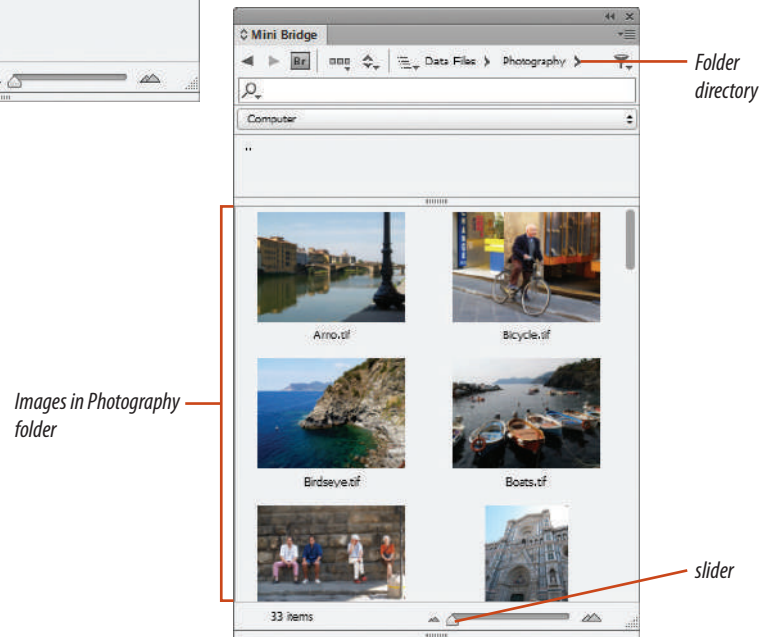 Mini Bridge
Br
Data Files
Photography
Folder
directory
Computer
..
CHANGE
Arno.tif
Bicycle.tif
Images in Photography
folder
Birdseye.tif
Boats.tif
slider
33 items